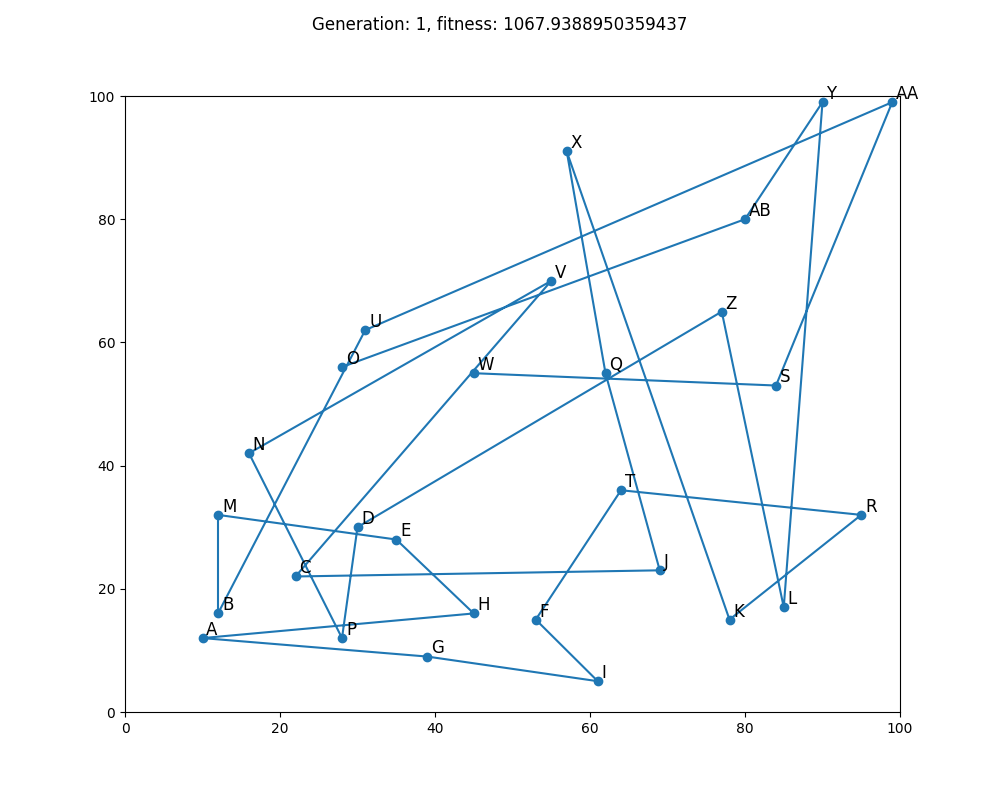 Generation: 1, fitness: 1067.9388950359437
100
Y
AA
X
80
AB
V
Z
U
60
O
W
Q
S
N
40
T
M
D
E
R
C
J
20
B
H
F
K
L
A
P
G
I
0
0
20
40
60
80
100